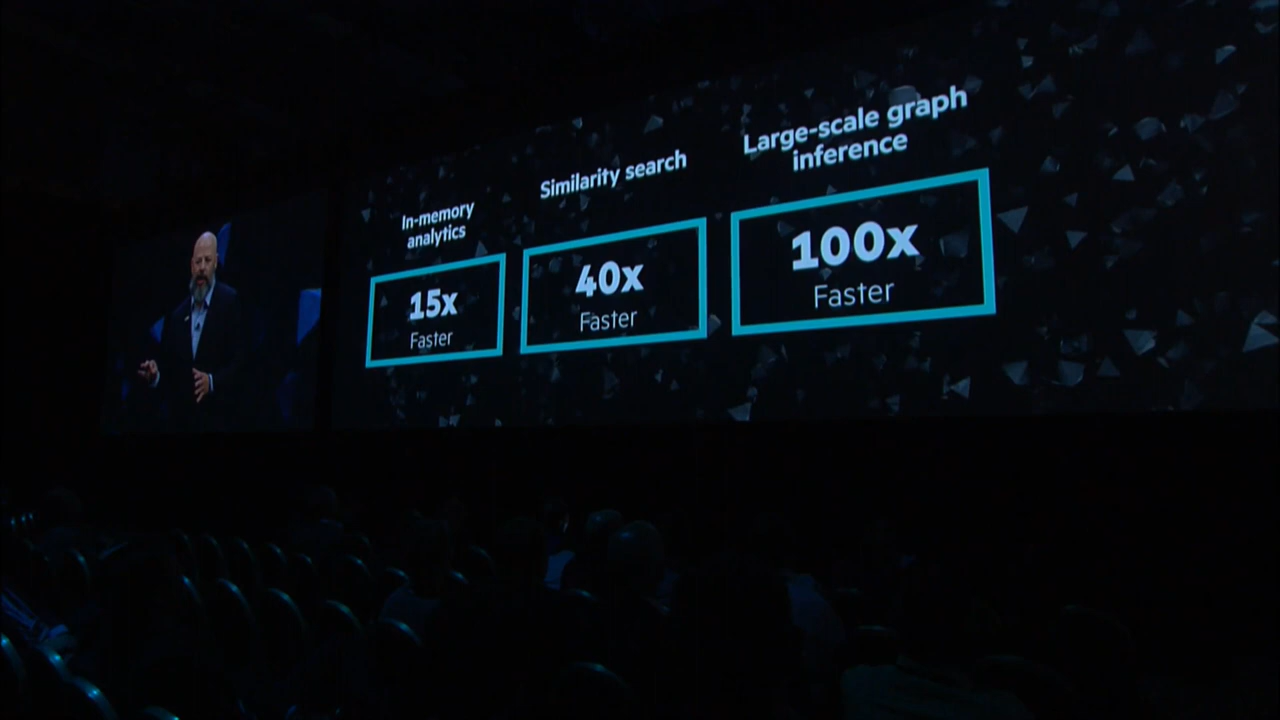 In-memory
analytics
15x
Faster
Similarity search
40x
Faster
Large-scale graph
inference
100x
Faster